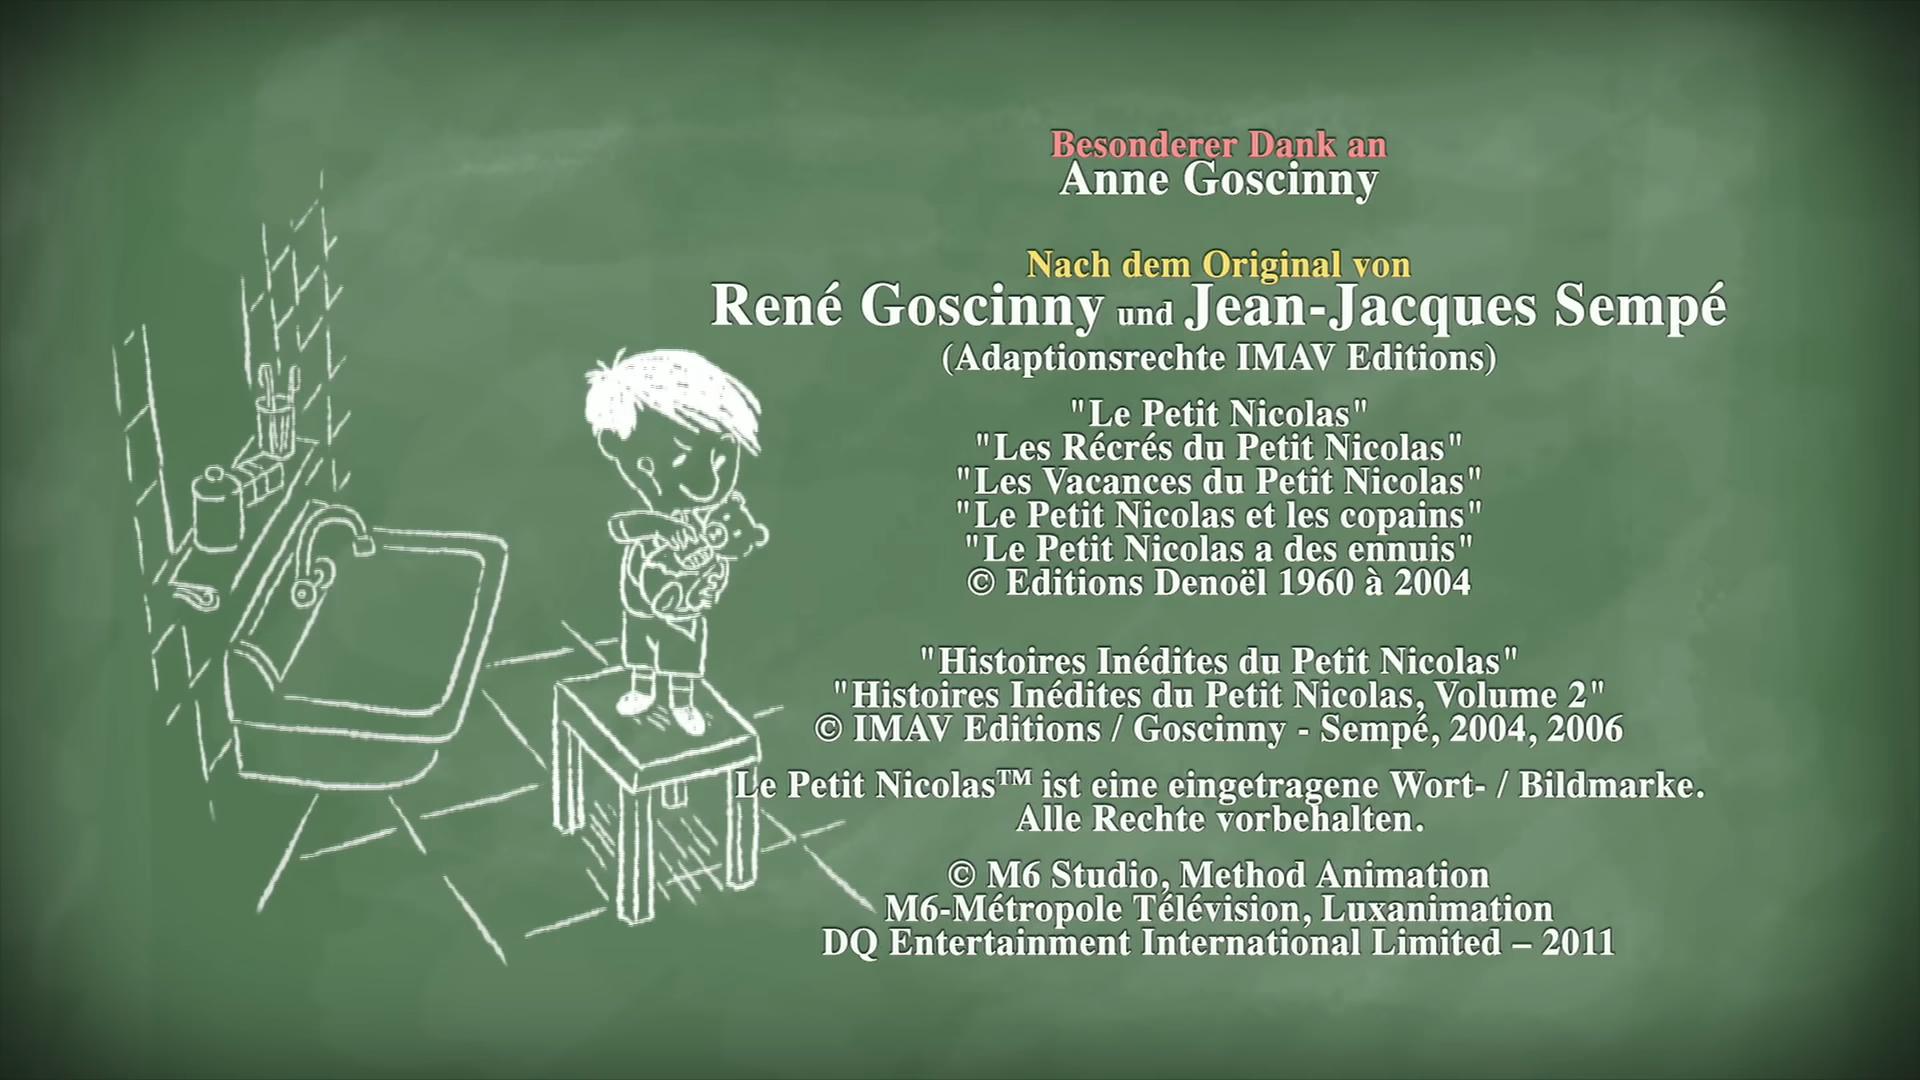 Besonderer Dank an
Anne Goscinny
Nach dem Original von
René Goscinny und Jean-Jacques Sempé
(Adaptionsrechte IMAV Editions)
"Le Petit Nicolas"
"Les Récrés du Petit Nicolas"
"Les Vacances du Petit Nicolas"
"Le Petit Nicolas et les copains"
"Le Petit Nicolas a des ennuis"
© Editions Denoël 1960 à 2004
"Histoires Inédites du Petit Nicolas"
"Histoires Inédites du Petit Nicolas, Volume 2"
© IMAV Editions / Goscinny - Sempé, 2004, 2006
Le Petit Nicolas™ ist eine eingetragene Wort- / Bildmarke.
Alle Rechte vorbehalten.
© M6 Studio, Method Animation
M6-Métropole Télévision, Luxanimation
DQ Entertainment International Limited – 2011